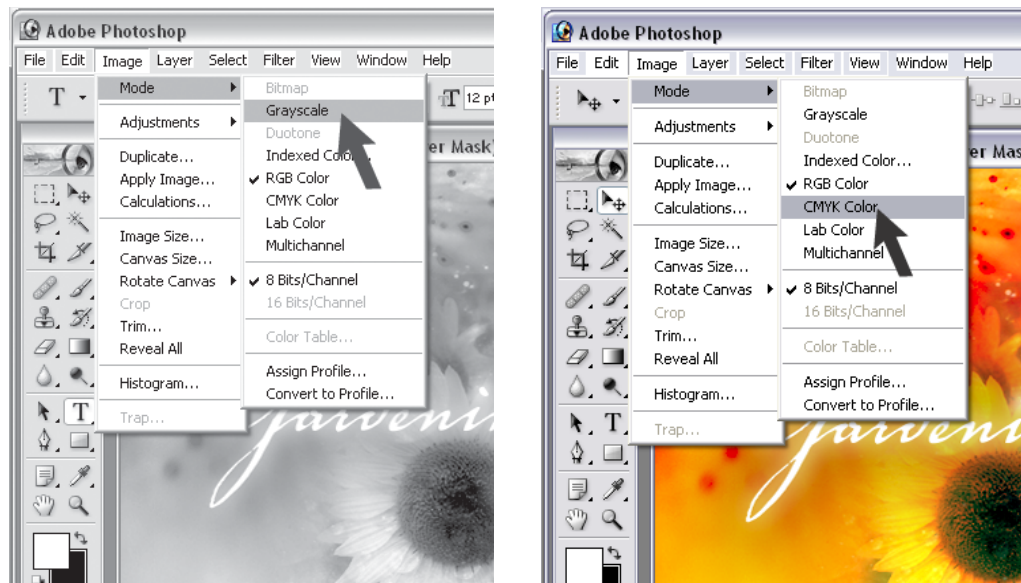 Adobe Photoshop
File Edit Image Layer Select Filter View Window Help
Mode
Adjustments
Duplicate...
Apply Image...
Calculations...
Image Size...
Canvas Size...
Rotate Canvas
Crop
Trim...
Reveal All
Histogram...
Trap...
Bitmap
Grayscale
Duotone
Indexed Color...
RGB Color
CMYK Color
Lab Color
Multichannel
8 Bits/Channel
16 Bits/Channel
Color Table...
Assign Profile...
Convert to Profile...
T
T 12 pt
er Mask
T
Adobe Photoshop
File Edit Image Layer Select Filter View Window Help
Mode
Adjustments
Duplicate...
Apply Image...
Calculations...
Image Size...
Canvas Size...
Rotate Canvas
Crop
Trim...
Reveal All
Histogram...
Trap...
Bitmap
Grayscale
Duotone
Indexed Color...
RGB Color
CMYK Color
Lab Color
Multichannel
8 Bits/Channel
16 Bits/Channel
Color Table...
Assign Profile...
Convert to Profile...
er Mas
T